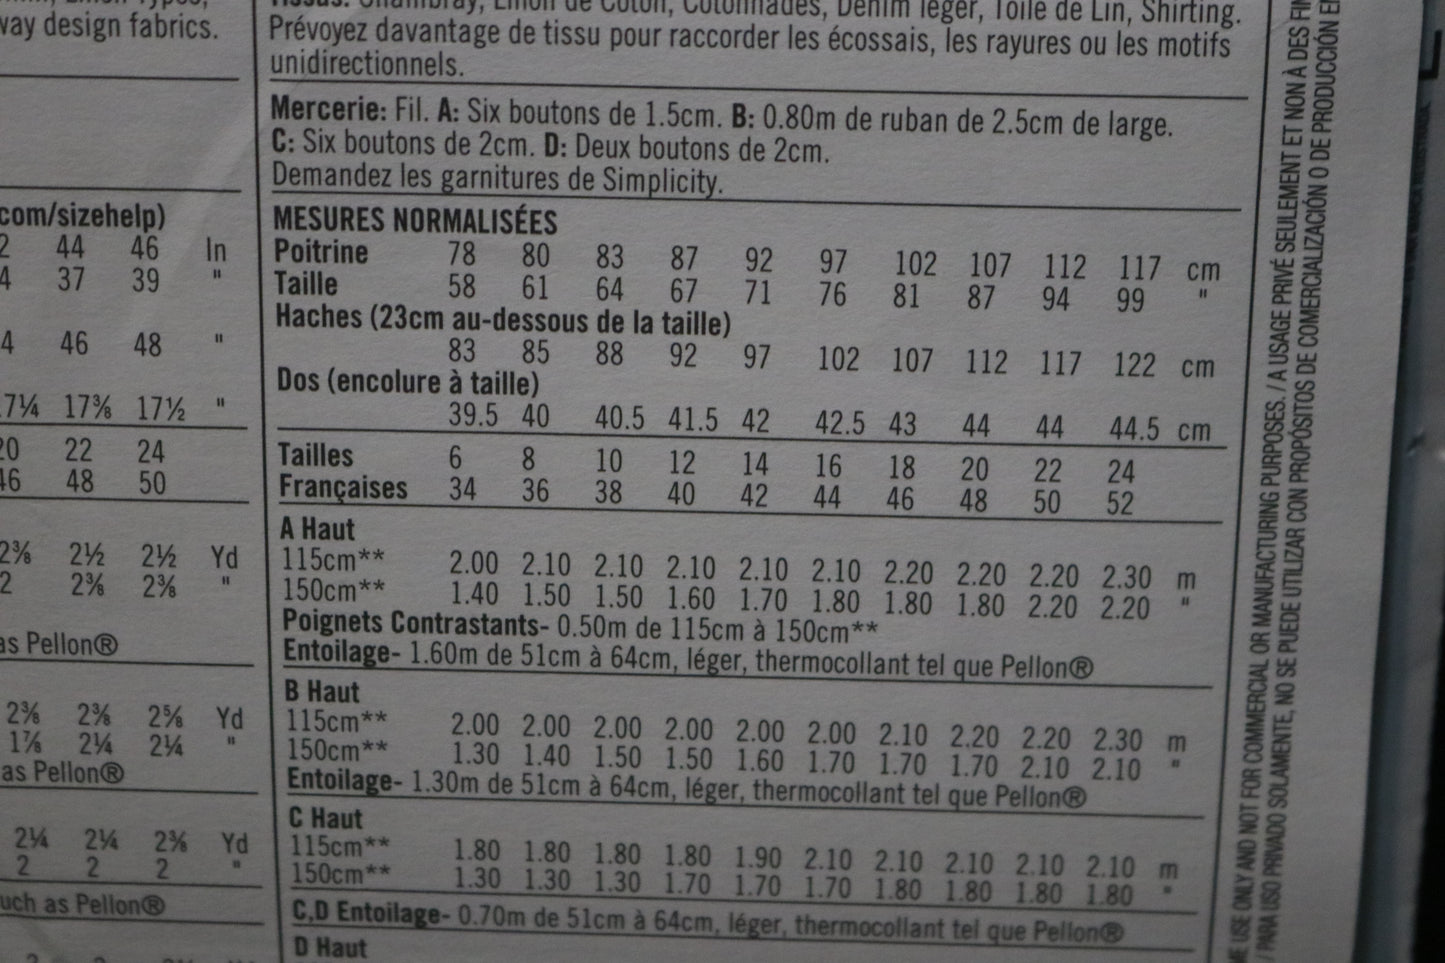 way design fabrics.
com/sizehelp)
44 46 In
37 39 "
46 48 "
17⅜ 17½ "
20 22 24
46 48 50
2⅜ 2½ 2½ Yd
2 2⅜ 2⅜ "
as Pellon®
2⅜ 2⅜ 2⅝ Yd
1⅞ 2¼ 2¼ "
as Pellon®
2¼ 2¼ 2⅜ Yd
2 2 2 "
uch as Pellon®
Tissus: Chambray, Linon de Coton, Cotonnades, Denim léger, Toile de Lin, Shirting.
Prévoyez davantage de tissu pour raccorder les écossais, les rayures ou les motifs
unidirectionnels.
Mercerie: Fil. A: Six boutons de 1.5cm. B: 0.80m de ruban de 2.5cm de large.
C: Six boutons de 2cm. D: Deux boutons de 2cm.
Demandez les garnitures de Simplicity.
MESURES NORMALISÉES
Poitrine 78 80 83 87 92 97 102 107 112 117 cm
Taille 58 61 64 67 71 76 81 87 94 99 "
Haches (23cm au-dessous de la taille)
83 85 88 92 97 102 107 112 117 122 cm
Dos (encolure à taille)
39.5 40 40.5 41.5 42 42.5 43 44 44 44.5 cm
Tailles 6 8 10 12 14 16 18 20 22 24
Françaises 34 36 38 40 42 44 46 48 50 52
A Haut
115cm** 2.00 2.10 2.10 2.10 2.10 2.10 2.20 2.20 2.20 2.30 m
150cm** 1.40 1.50 1.50 1.60 1.70 1.80 1.80 1.80 2.20 2.20 "
Poignets Contrastants- 0.50m de 115cm à 150cm**
Entoilage- 1.60m de 51cm à 64cm, léger, thermocollant tel que Pellon®
B Haut
115cm** 2.00 2.00 2.00 2.00 2.00 2.00 2.10 2.20 2.20 2.30 m
150cm** 1.30 1.40 1.50 1.50 1.60 1.70 1.70 1.70 2.10 2.10 "
Entoilage- 1.30m de 51cm à 64cm, léger, thermocollant tel que Pellon®
C Haut
115cm** 1.80 1.80 1.80 1.80 1.90 2.10 2.10 2.10 2.10 2.10 m
150cm** 1.30 1.30 1.30 1.70 1.70 1.70 1.80 1.80 1.80 1.80 "
C,D Entoilage- 0.70m de 51cm à 64cm, léger, thermocollant tel que Pellon®
D Haut
ME USE ONLY AND NOT FOR COMMERCIAL OR MANUFACTURING PURPOSES. / A USAGE PRIVÉ SEULEMENT ET NON À DES FIN
/ PARA USO PRIVADO SOLAMENTE, NO SE PUEDE UTILIZAR CON PROPÓSITOS DE COMERCIALIZACIÓN O DE PRODUCCIÓN EN